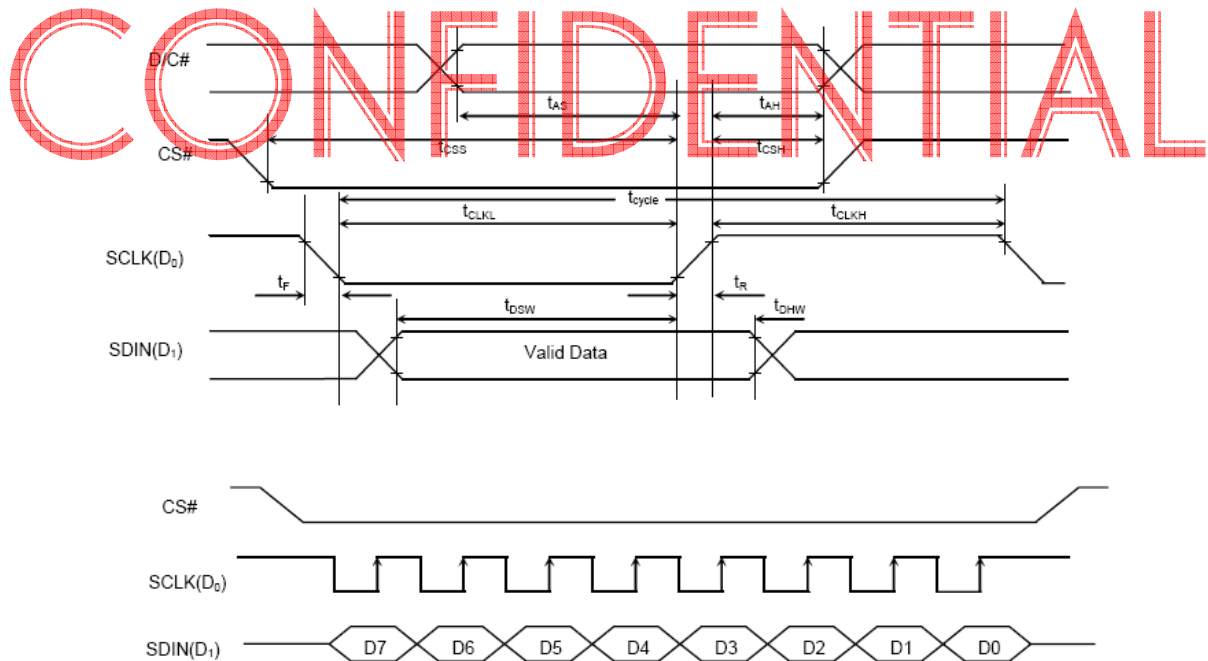 CONFIDENTIAL
D/C#
tAS
tAH
CS#
tCSS
tCSH
tcycle
tCLKL
tCLKH
SCLK(D0)
tF
tR
tDSW
tDHW
SDIN(D1)
Valid Data
CS#
SCLK(D0)
SDIN(D1)
D7 D6 D5 D4 D3 D2 D1 D0